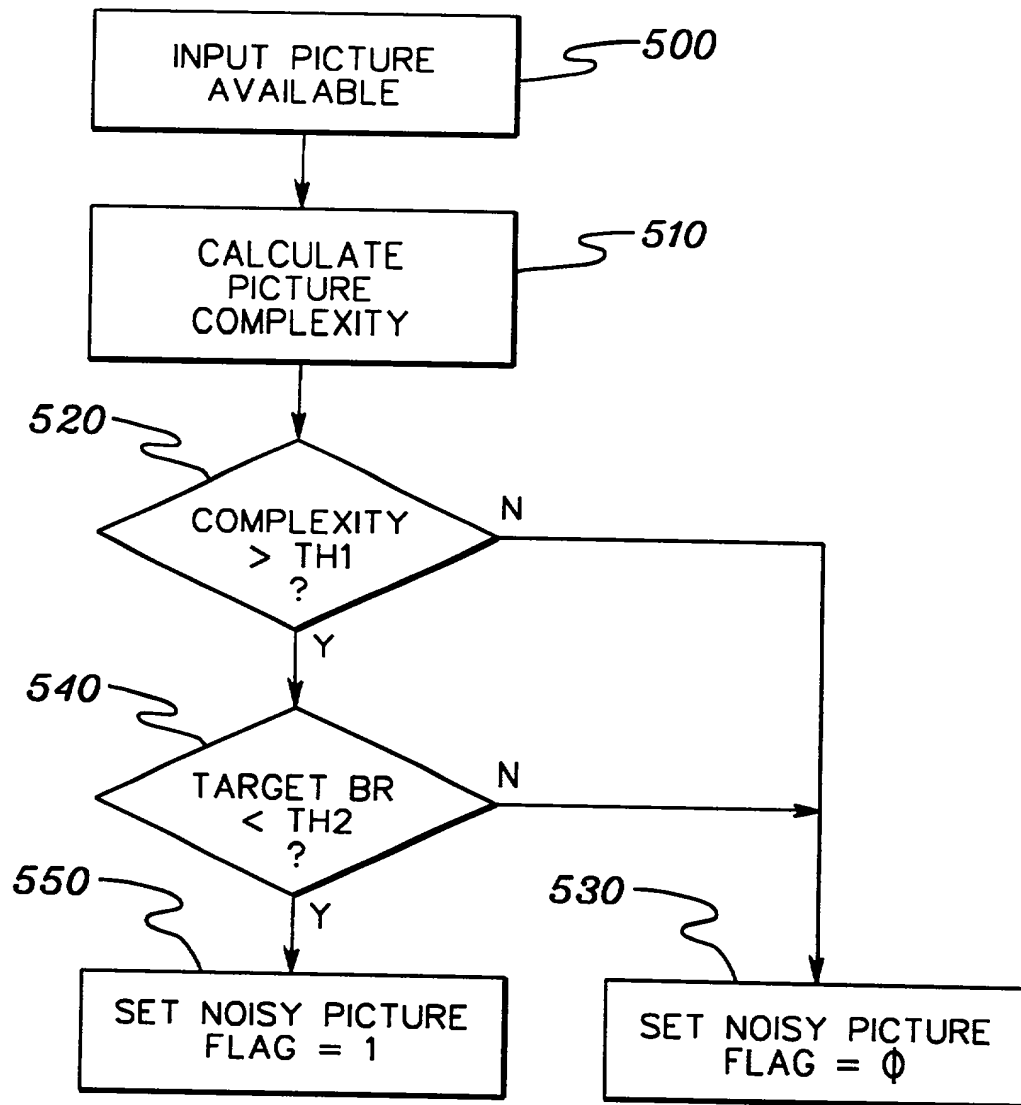 INPUT PICTURE
AVAILABLE
500
CALCULATE
PICTURE
COMPLEXITY
510
520
COMPLEXITY
> TH1
?
N
Y
540
TARGET BR
< TH2
?
N
Y
550
SET NOISY PICTURE
FLAG = 1
530
SET NOISY PICTURE
FLAG = ϕ